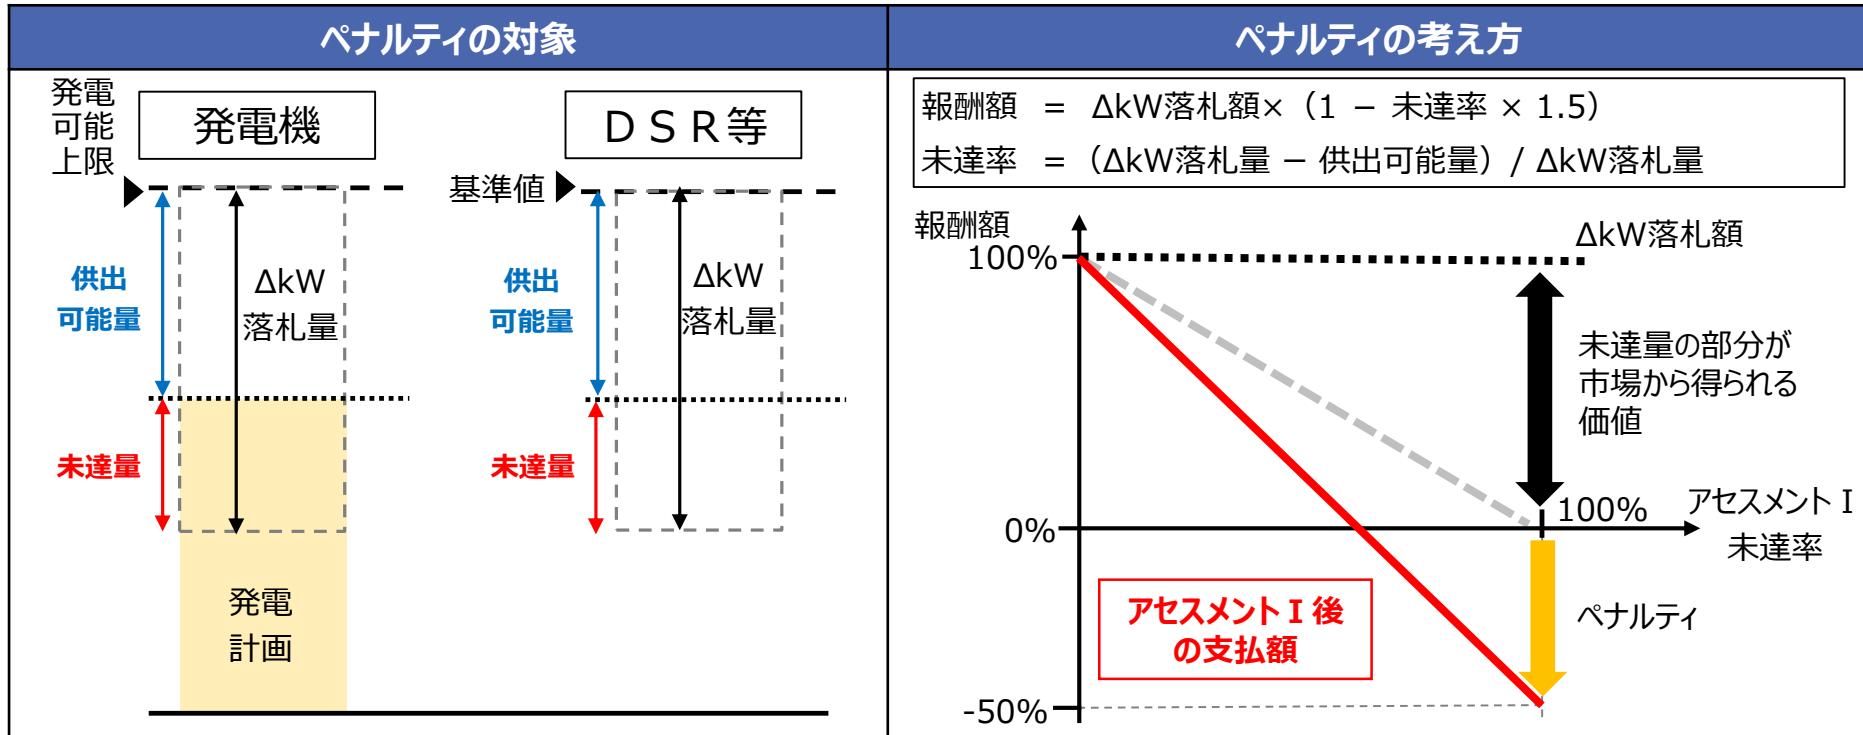 ペナルティの対象
ペナルティの考え方
発電
可能
上限
発電機
DSR等
基準値
供出
可能量
ΔkW
落札量
未達量
発電
計画
供出
可能量
ΔkW
落札量
未達量
報酬額 = ΔkW落札額×（1 − 未達率 × 1.5）
未達率 = （ΔkW落札量 − 供出可能量）/ ΔkW落札量
報酬額
100%
0%
-50%
ΔkW落札額
未達量の部分が
市場から得られる
価値
100%
アセスメントⅠ
未達率
ペナルティ
アセスメントⅠ後
の支払額